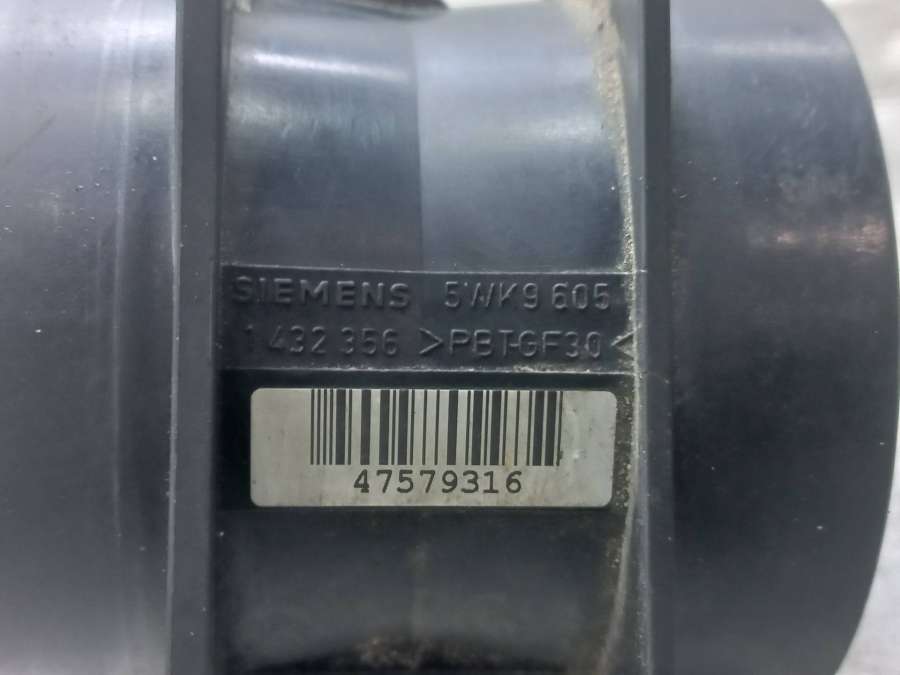 SIEMENS 5WK9 605
1 432 356 >PBT-GF30<
47579316